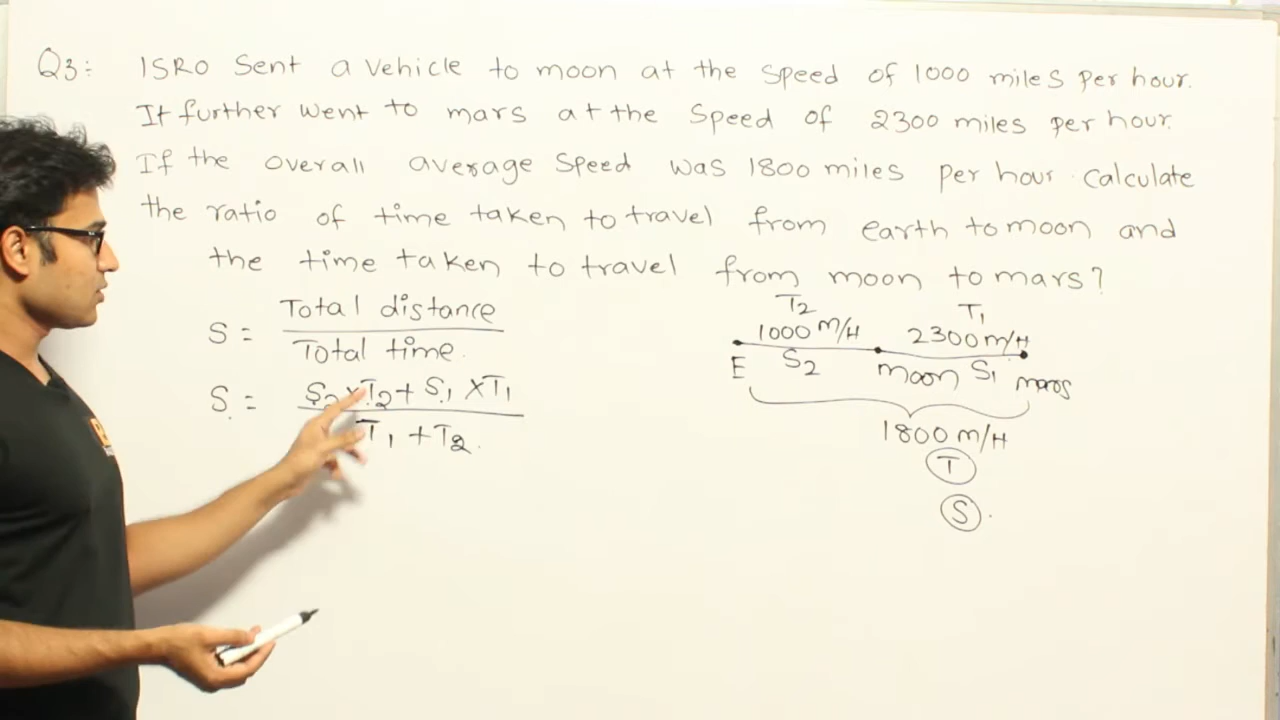 Q3: ISRO Sent a vehicle to moon at the speed of 1000 miles per hour.
It further went to mars at the Speed of 2300 miles per hour.
If the overall average speed was 1800 miles per hour. Calculate
the ratio of time taken to travel from earth to moon and
the time taken to travel from moon to mars?
S = Total distance
Total time.
S = S2 × T2 + S1 × T1
T1 + T2.
T2 T1
1000 m/H 2300 m/H
E S2 moon S1 mars
1800 m/H
T
S.